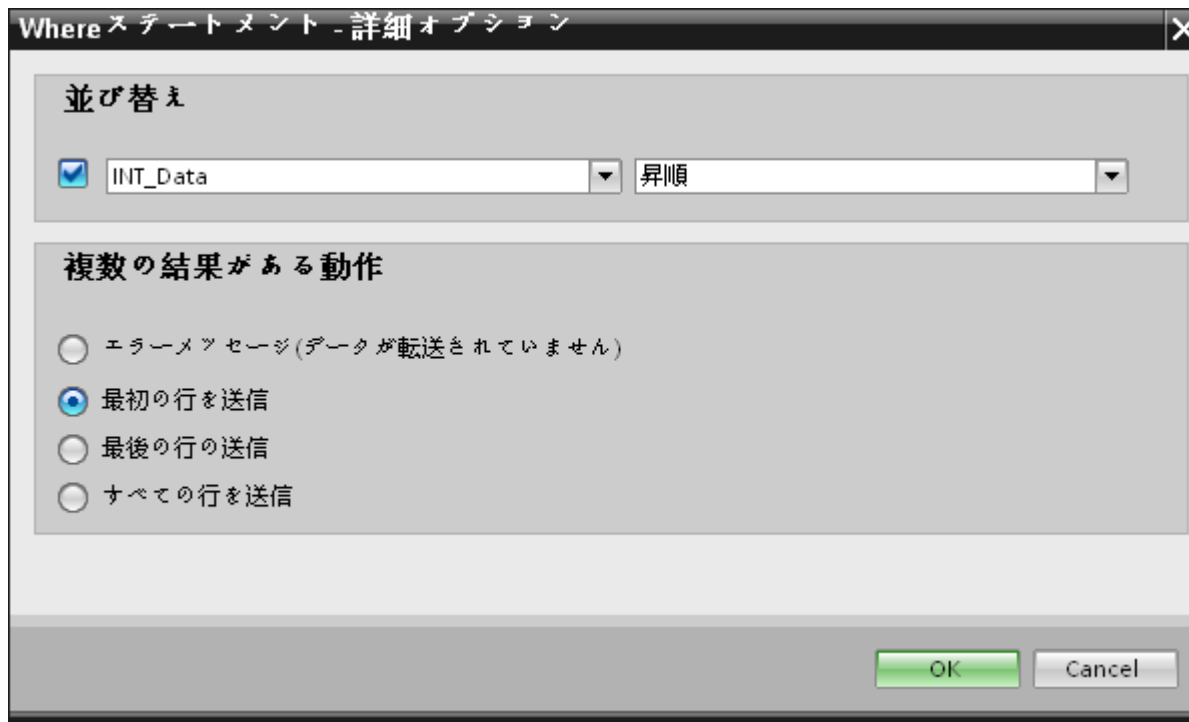 Whereステートメント - 詳細オプション
並び替え
INT_Data
昇順
複数の結果がある動作
エラーメッセージ(データが転送されていません)
最初の行を送信
最後の行の送信
すべての行を送信
OK
Cancel